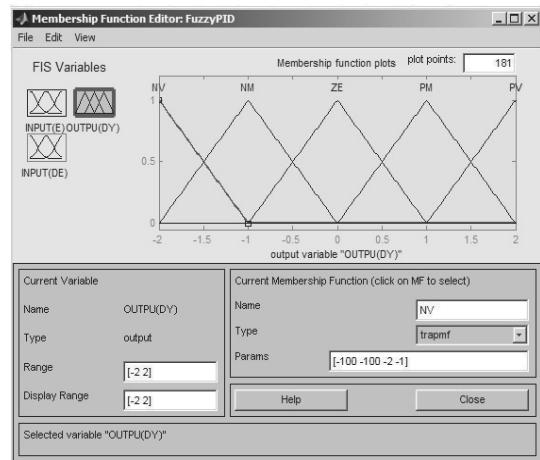 Membership Function Editor: FuzzyPID
File Edit View
FIS Variables
Membership function plots plot points: 181
INPUT(E) OUTPU(DY)
INPUT(DE)
NV NM ZE PM PV
1
0.5
0
-2 -1.5 -1 -0.5 0 0.5 1 1.5 2
output variable "OUTPU(DY)"
Current Variable
Name OUTPU(DY)
Type output
Range [-2 2]
Display Range [-2 2]
Current Membership Function (click on MF to select)
Name NV
Type trapmf
Params [-100 -100 -2 -1]
Help Close
Selected variable "OUTPU(DY)"